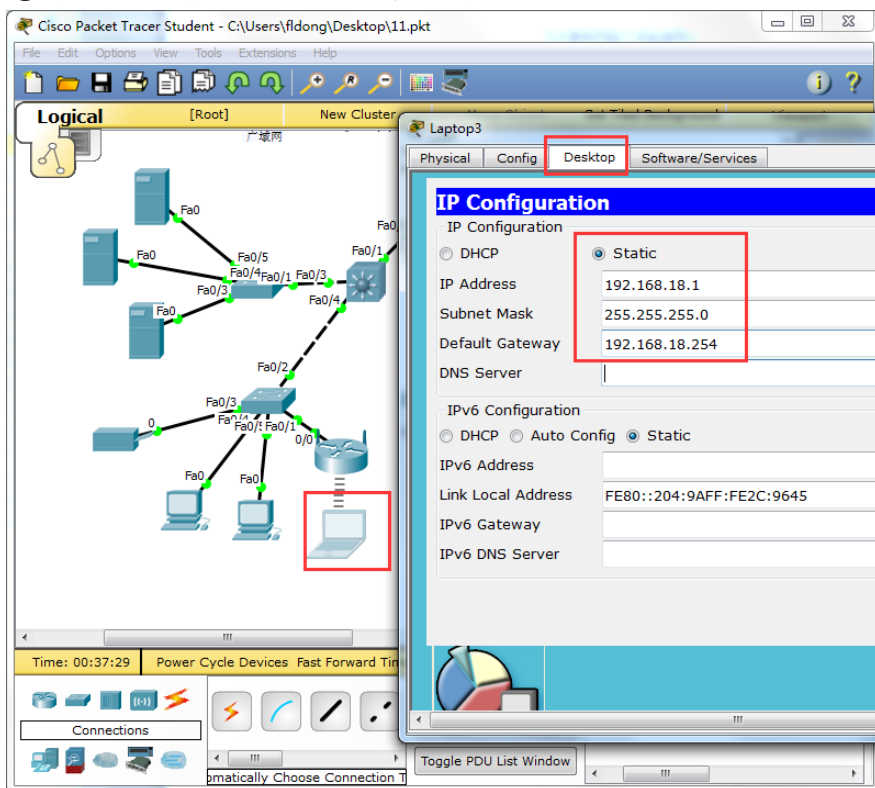 Cisco Packet Tracer Student - C:\Users\fldong\Desktop\11.pkt
File Edit Options View Tools Extensions Help
Logical [Root] New Cluster
广域网
Fa0
Fa0
Fa0/1
Fa0
Fa0/5
Fa0/4
Fa0/1
Fa0/3
Fa0/3
Fa0/4
Fa0
Fa0/2
Fa0/3
Fa0/1
0
0/0
Fa0
Fa0
Laptop3
Physical Config Desktop Software/Services
IP Configuration
IP Configuration
DHCP Static
IP Address 192.168.18.1
Subnet Mask 255.255.255.0
Default Gateway 192.168.18.254
DNS Server
IPv6 Configuration
DHCP Auto Config Static
IPv6 Address
Link Local Address FE80::204:9AFF:FE2C:9645
IPv6 Gateway
IPv6 DNS Server
Time: 00:37:29 Power Cycle Devices Fast Forward Tim
Connections
omatically Choose Connection T
Toggle PDU List Window